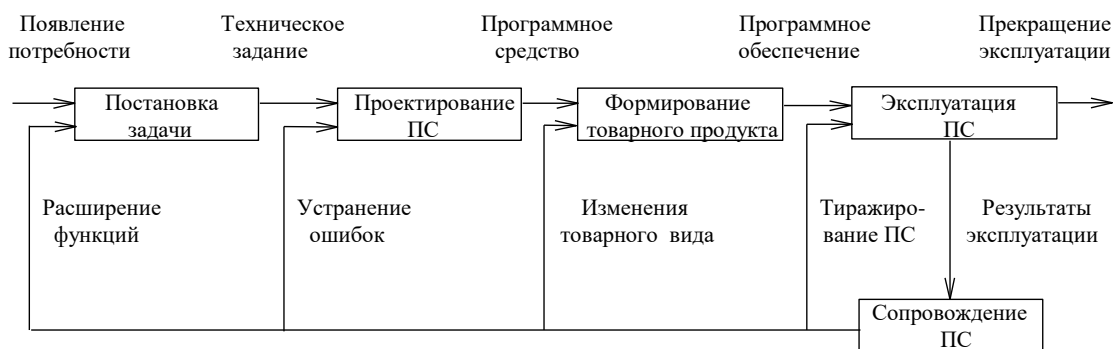 Появление
потребности
Техническое
задание
Программное
средство
Программное
обеспечение
Прекращение
эксплуатации
Постановка
задачи
Проектирование
ПС
Формирование
товарного продукта
Эксплуатация
ПС
Расширение
функций
Устранение
ошибок
Изменения
товарного вида
Тиражиро-
вание ПС
Результаты
эксплуатации
Сопровождение
ПС